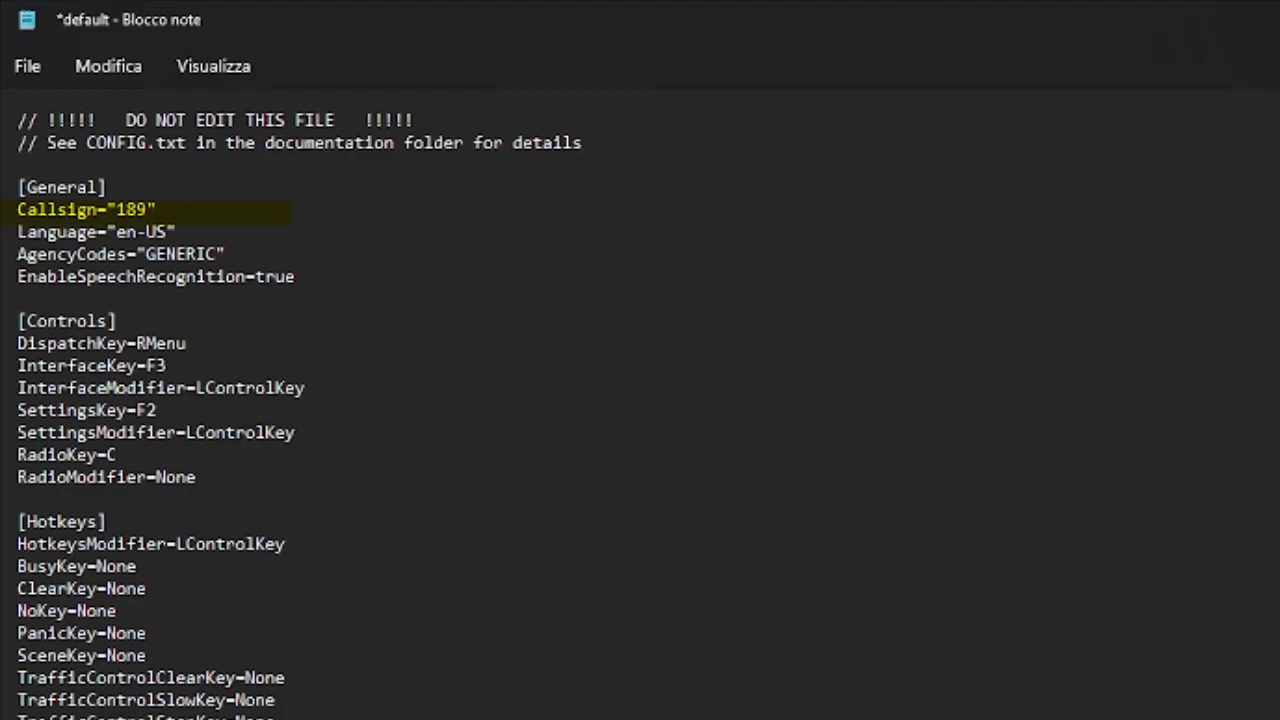 *default - Blocco note
File Modifica Visualizza
// !!!!! DO NOT EDIT THIS FILE !!!!!
// See CONFIG.txt in the documentation folder for details
[General]
Callsign="189"
Language="en-US"
AgencyCodes="GENERIC"
EnableSpeechRecognition=true
[Controls]
DispatchKey=RMenu
InterfaceKey=F3
InterfaceModifier=LControlKey
SettingsKey=F2
SettingsModifier=LControlKey
RadioKey=C
RadioModifier=None
[Hotkeys]
HotkeysModifier=LControlKey
BusyKey=None
ClearKey=None
NoKey=None
PanicKey=None
SceneKey=None
TrafficControlClearKey=None
TrafficControlSlowKey=None